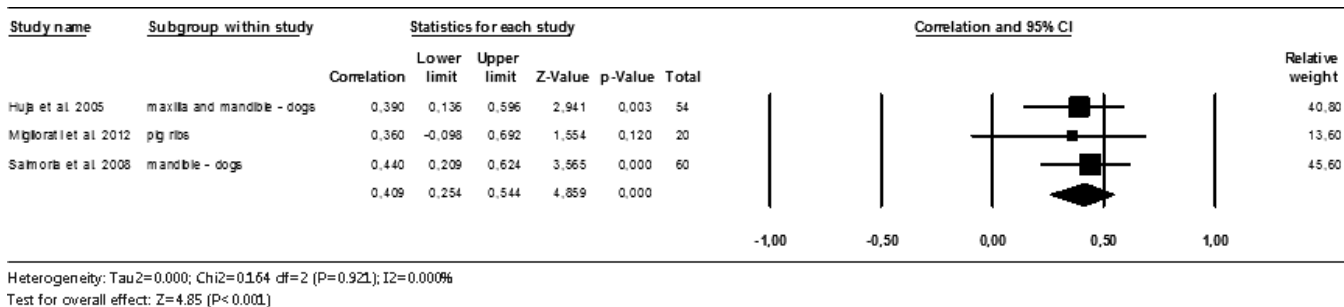 Study name Subgroup within study Statistics for each study Correlation and 95% CI
Lower Upper Relative
Correlation limit limit Z-Value p-Value Total weight
Huja et al. 2005 maxilla and mandible - dogs 0,390 0,136 0,596 2,941 0,003 54 40,80
Migliorati et al. 2012 pig ribs 0,360 -0,098 0,692 1,554 0,120 20 13,60
Salmoria et al. 2008 mandible - dogs 0,440 0,209 0,624 3,565 0,000 60 45,60
0,409 0,254 0,544 4,859 0,000
-1,00 -0,50 0,00 0,50 1,00
Heterogeneity: Tau2=0.000; Chi2=0.164 df=2 (P=0.921); I2=0.000%
Test for overall effect: Z=4.85 (P<0.001)